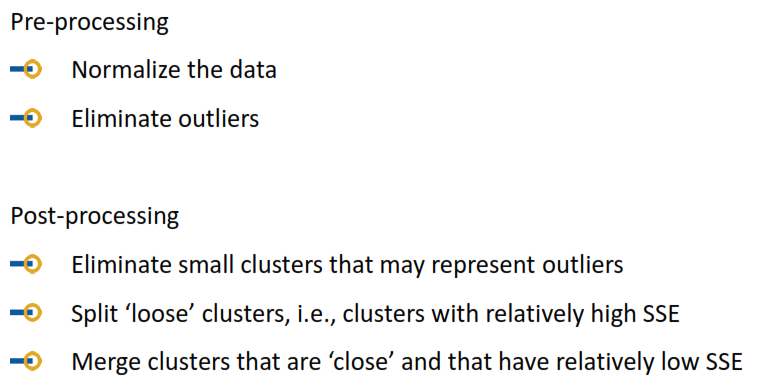 Pre-processing
Normalize the data
Eliminate outliers
Post-processing
Eliminate small clusters that may represent outliers
Split ‘loose’ clusters, i.e., clusters with relatively high SSE
Merge clusters that are ‘close’ and that have relatively low SSE